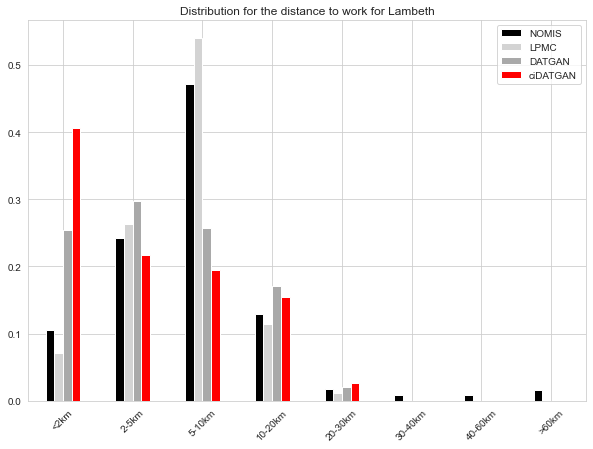 Distribution for the distance to work for Lambeth
NOMIS
LPMC
DATGAN
ciDATGAN
0.5
0.4
0.3
0.2
0.1
0.0
<2km
2-5km
5-10km
10-20km
20-30km
30-40km
40-60km
>60km